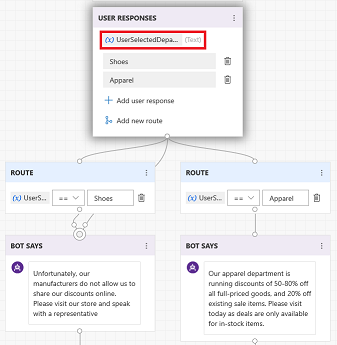 USER RESPONSES
(x) UserSelectedDepa... (Text)
Shoes
Apparel
Add user response
Add new route
ROUTE
(x) UserS... == Shoes
BOT SAYS
Unfortunately, our
manufacturers do not allow us to
share our discounts online.
Please visit our store and speak
with a representative
ROUTE
(x) UserS... == Apparel
BOT SAYS
Our apparel department is
running discounts of 50-80% off
all full-priced goods, and 20% off
existing sale items. Please visit
today as deals are only available
for in-stock items.